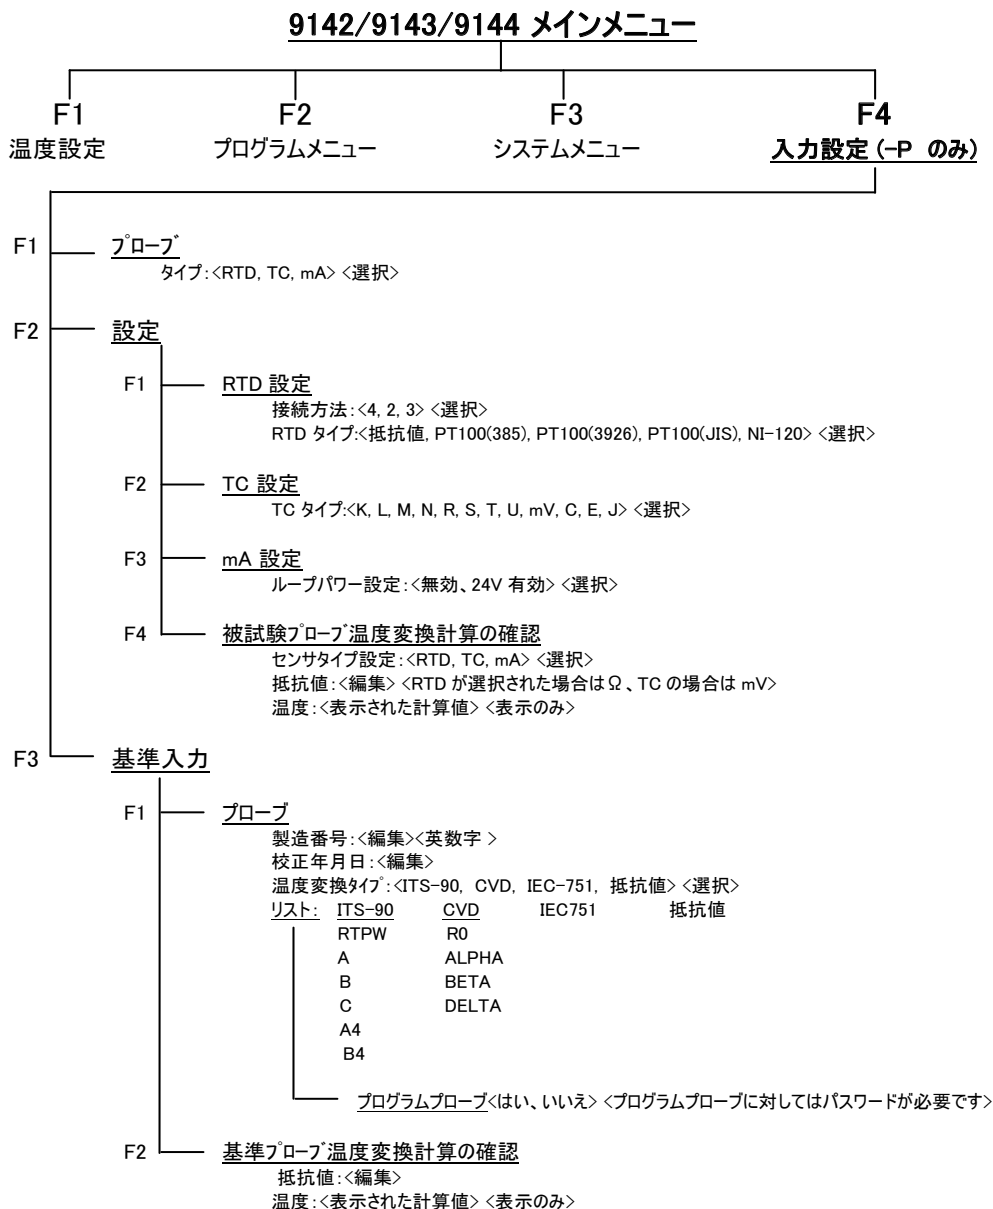 9142/9143/9144 メインメニュー
F1 F2 F3 F4
温度設定 プログラムメニュー システムメニュー 入力設定(-P のみ)
F1 プローブ
タイプ:<RTD, TC, mA> <選択>
F2 設定
F1 RTD 設定
接続方法:<4, 2, 3> <選択>
RTD タイプ:<抵抗値, PT100(385), PT100(3926), PT100(JIS), NI-120> <選択>
F2 TC 設定
TC タイプ:<K, L, M, N, R, S, T, U, mV, C, E, J> <選択>
F3 mA 設定
ループパワー設定:<無効、24V 有効> <選択>
F4 被試験プローブ温度変換計算の確認
センサタイプ設定:<RTD, TC, mA> <選択>
抵抗値:<編集> <RTD が選択された場合はΩ、TC の場合は mV>
温度:<表示された計算値> <表示のみ>
F3 基準入力
F1 プローブ
製造番号:<編集><英数字 >
校正年月日:<編集>
温度変換タイプ:<ITS-90, CVD, IEC-751, 抵抗値> <選択>
リスト: ITS-90 CVD IEC751 抵抗値
RTPW R0
A ALPHA
B BETA
C DELTA
A4
B4
プログラムプローブ<はい、いいえ> <プログラムプローブに対してはパスワードが必要です>
F2 基準プローブ温度変換計算の確認
抵抗値:<編集>
温度:<表示された計算値> <表示のみ>